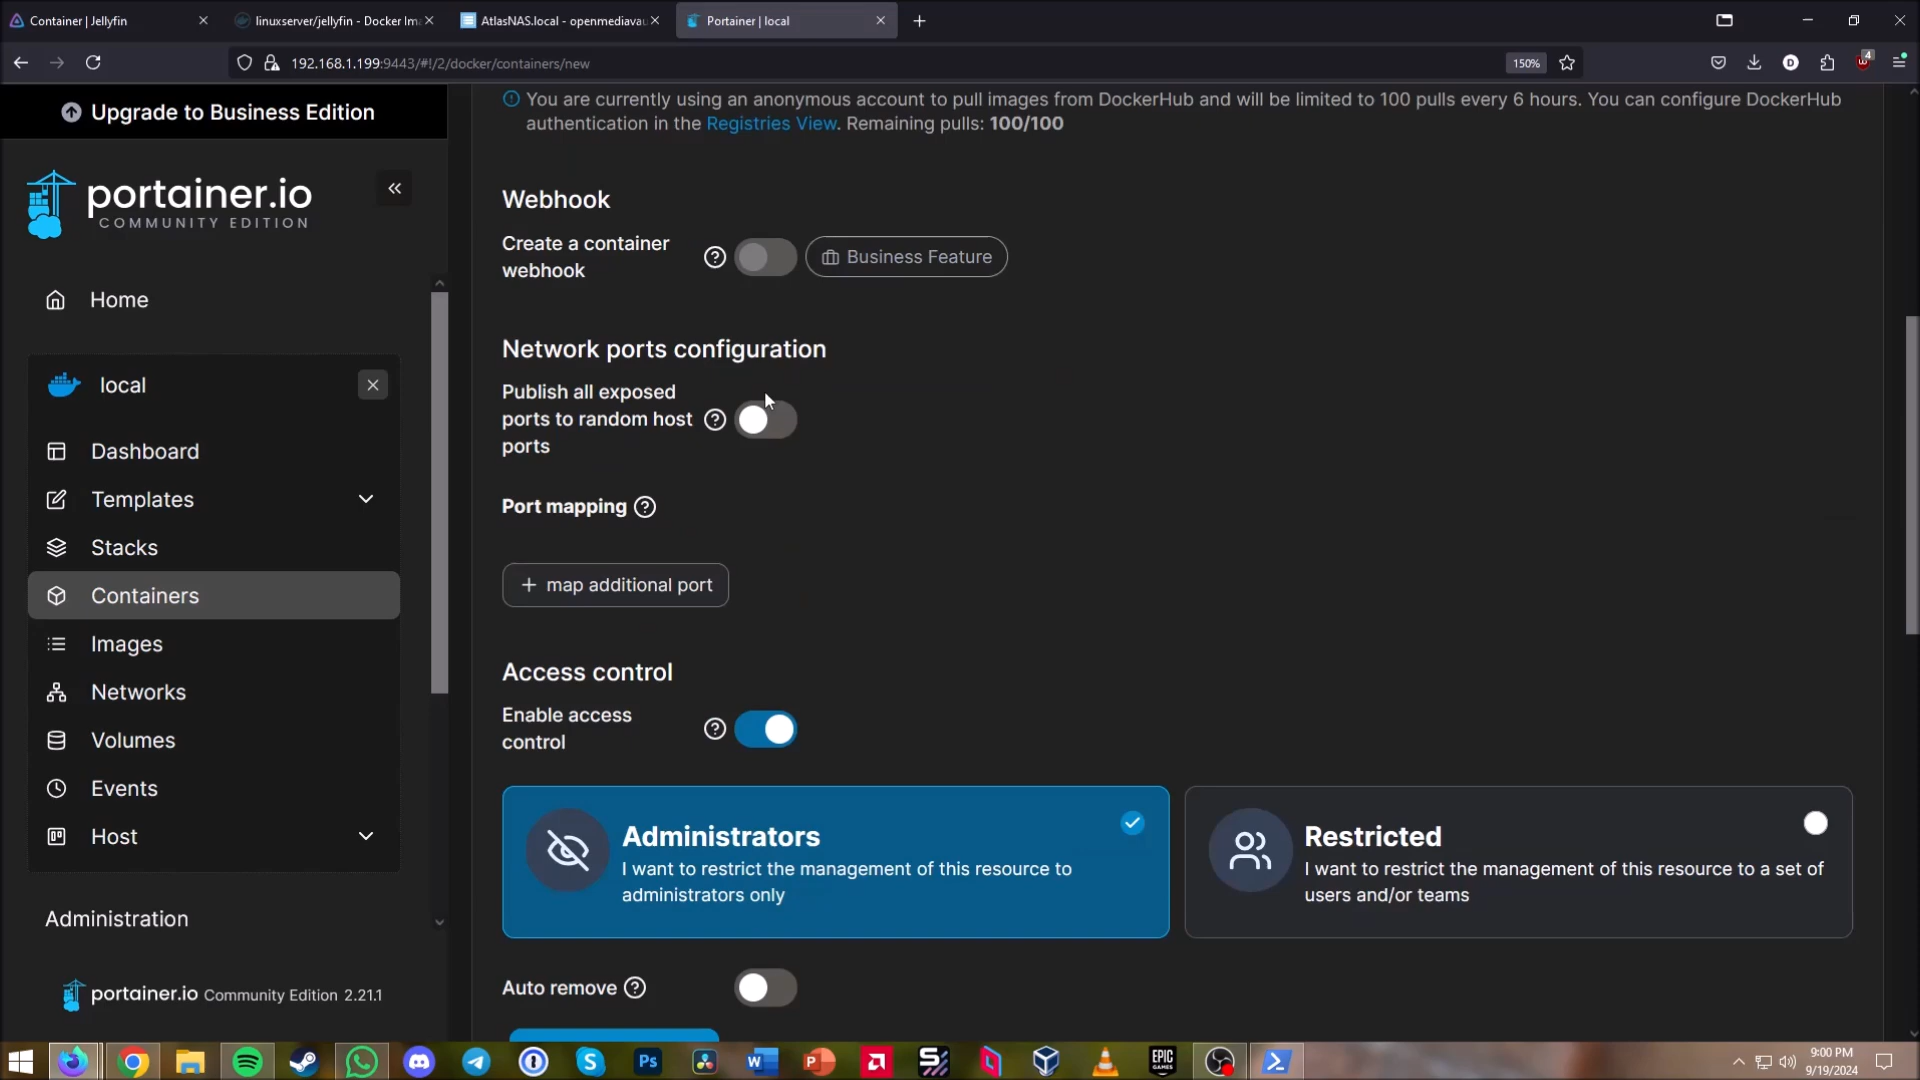 Container | Jellyfin
linuxserver/jellyfin - Docker Im
AtlasNAS.local - openmediavau
Portainer | local
192.168.1.199:9443/#!/2/docker/containers/new
150%
4
Upgrade to Business Edition
portainer.io
COMMUNITY EDITION
Home
local
Dashboard
Templates
Stacks
Containers
Images
Networks
Volumes
Events
Host
Administration
portainer.io Community Edition 2.21.1
You are currently using an anonymous account to pull images from DockerHub and will be limited to 100 pulls every 6 hours. You can configure DockerHub
authentication in the Registries View. Remaining pulls: 100/100
Webhook
Create a container
webhook
Business Feature
Network ports configuration
Publish all exposed
ports to random host
ports
Port mapping
map additional port
Access control
Enable access
control
Administrators
I want to restrict the management of this resource to
administrators only
Restricted
I want to restrict the management of this resource to a set of
users and/or teams
Auto remove
9:00 PM
9/19/2024